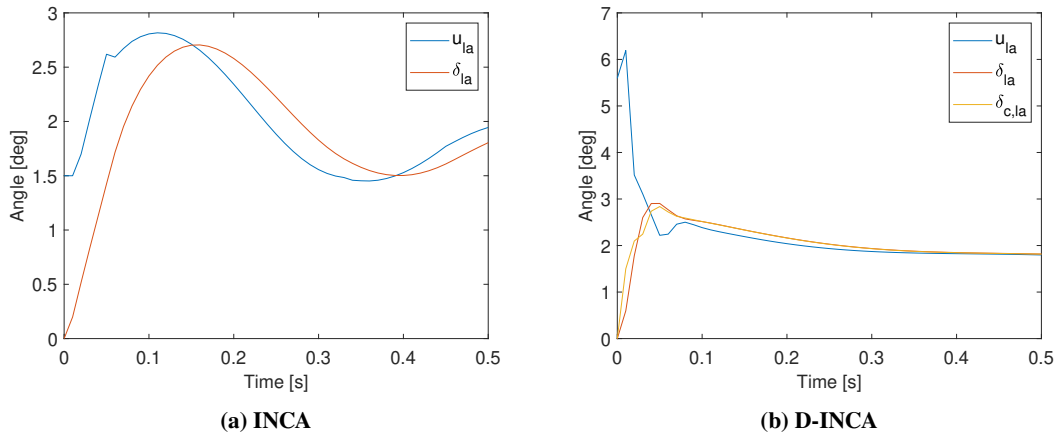 3
2.5
2
1.5
1
0.5
0
Angle [deg]
u_la
δ_la
0 0.1 0.2 0.3 0.4 0.5
Time [s]
(a) INCA
7
6
5
4
3
2
1
0
Angle [deg]
u_la
δ_la
δ_c,la
0 0.1 0.2 0.3 0.4 0.5
Time [s]
(b) D-INCA